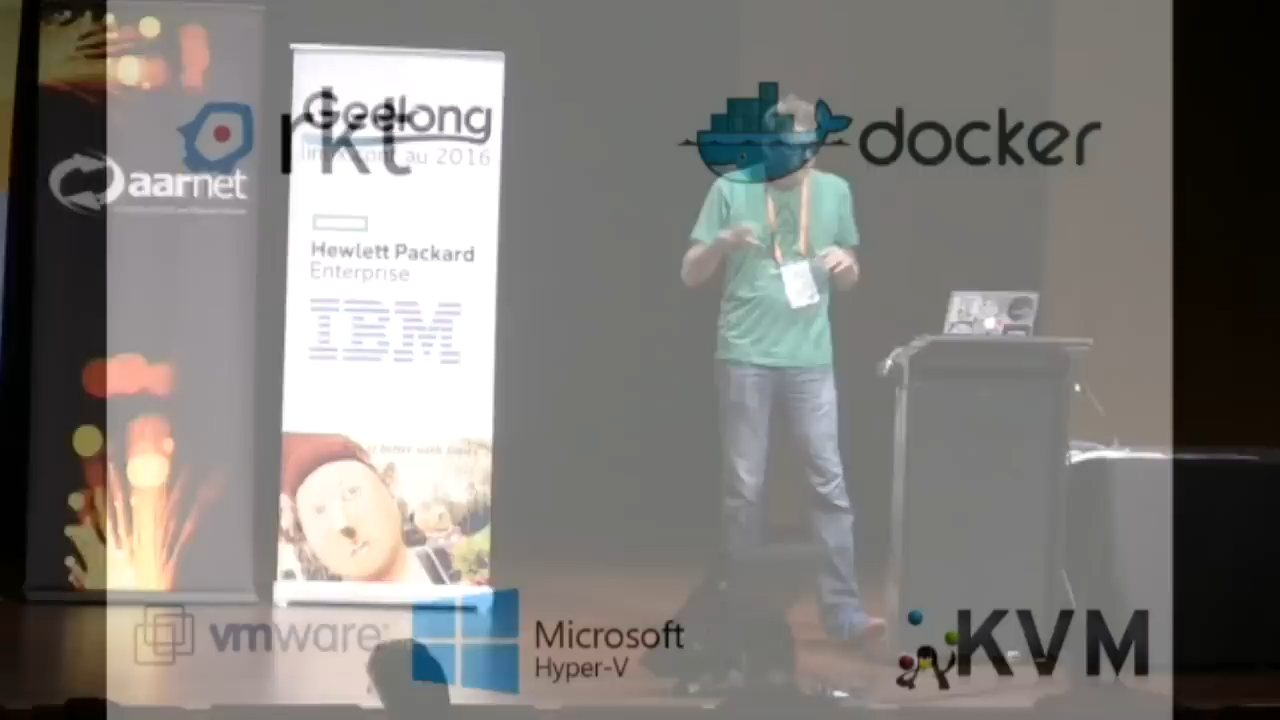 rkt
docker
Geelong
linux.conf.au 2016
aarnet
Hewlett Packard
Enterprise
IBM
vmware
Microsoft
Hyper-V
KVM